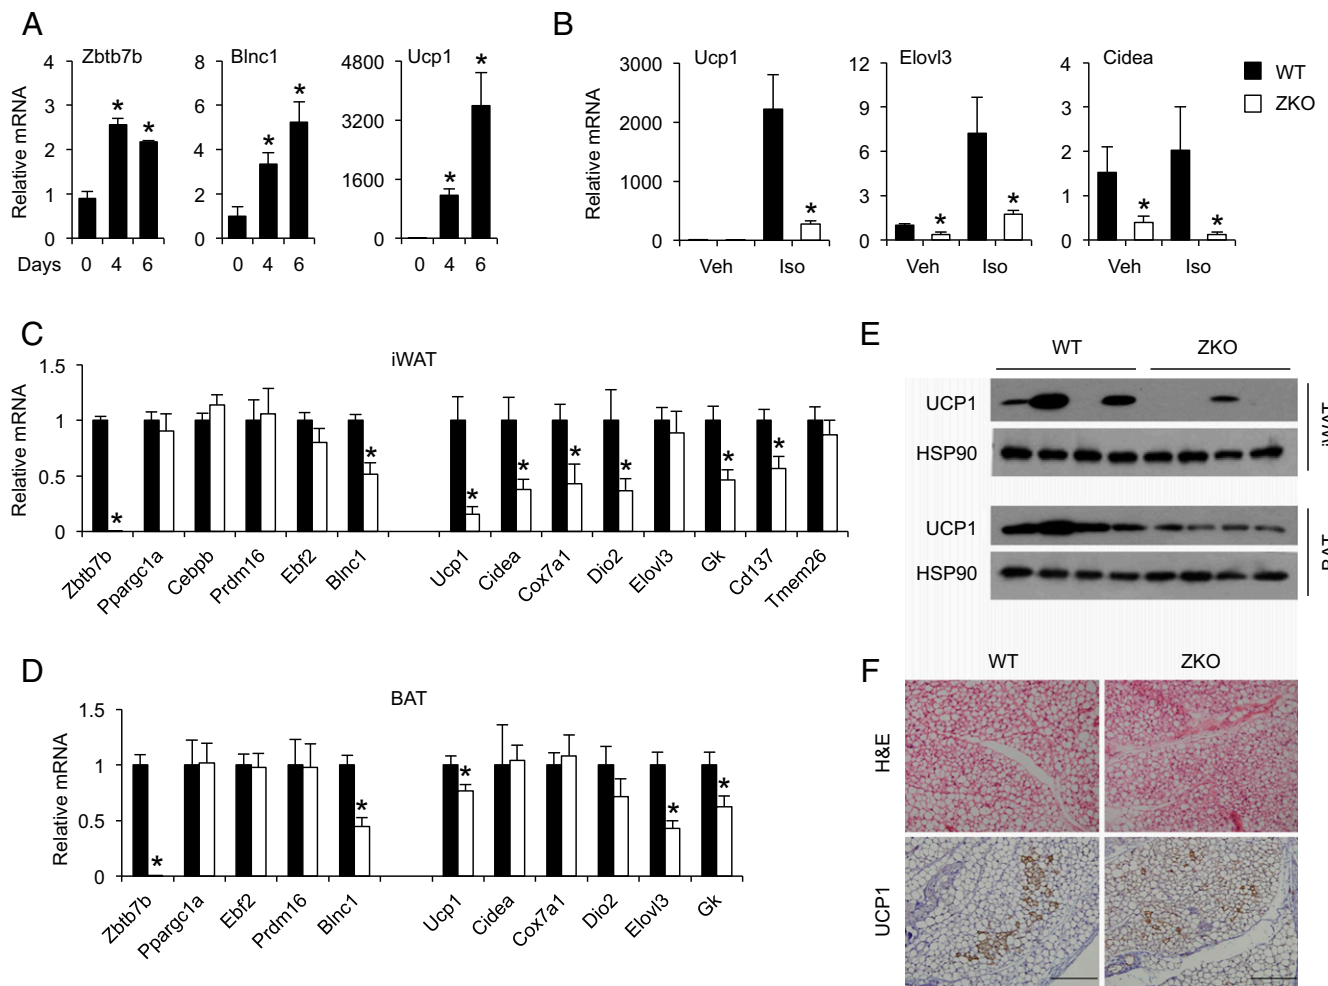 A
Zbtb7b
Blnc1
Ucp1
Relative mRNA
4
3
2
1
0
8
6
4
2
0
4800
3200
1600
0
*
*
*
*
*
*
Days
0 4 6
0 4 6
0 4 6
B
Ucp1
Elovl3
Cidea
WT
ZKO
Relative mRNA
3000
2000
1000
0
12
9
6
3
0
4
3
2
1
0
*
*
*
*
*
Veh Iso
Veh Iso
Veh Iso
C
iWAT
Relative mRNA
1.5
1
0.5
0
*
*
*
*
*
*
*
*
Zbtb7b
Ppargc1a
Cebpb
Prdm16
Ebf2
Blnc1
Ucp1
Cidea
Cox7a1
Dio2
Elovl3
Gk
Cd137
Tmem26
D
BAT
Relative mRNA
1.5
1
0.5
0
*
*
*
*
*
Zbtb7b
Ppargc1a
Ebf2
Prdm16
Blnc1
Ucp1
Cidea
Cox7a1
Dio2
Elovl3
Gk
E
WT ZKO
UCP1
HSP90
iWAT
UCP1
HSP90
BAT
F
WT ZKO
H&E
UCP1